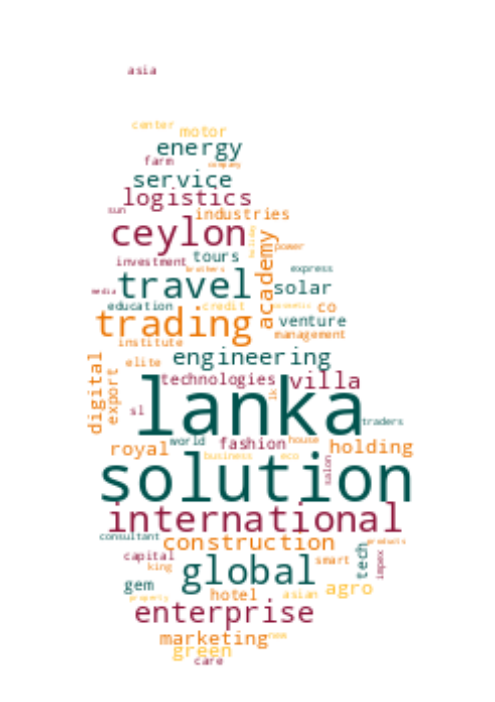 asia
center
motor
energy
farm company
service
logistics
sun
industries
ceylon
academy
holiday
power
tours
investment
brothers
express
travel
media
solar
education
credit
co
trading
venture
management
institute
engineering
digital
elite
technologies
villa
export
lk
lanka
sl
traders
world
fashion
house
royal
holding
business
eco
salon
solution
international
consultant
construction
products
tech
impex
capital
smart
king
global
gem
agro
hotel
asian
property
enterprise
marketing
new
green
care